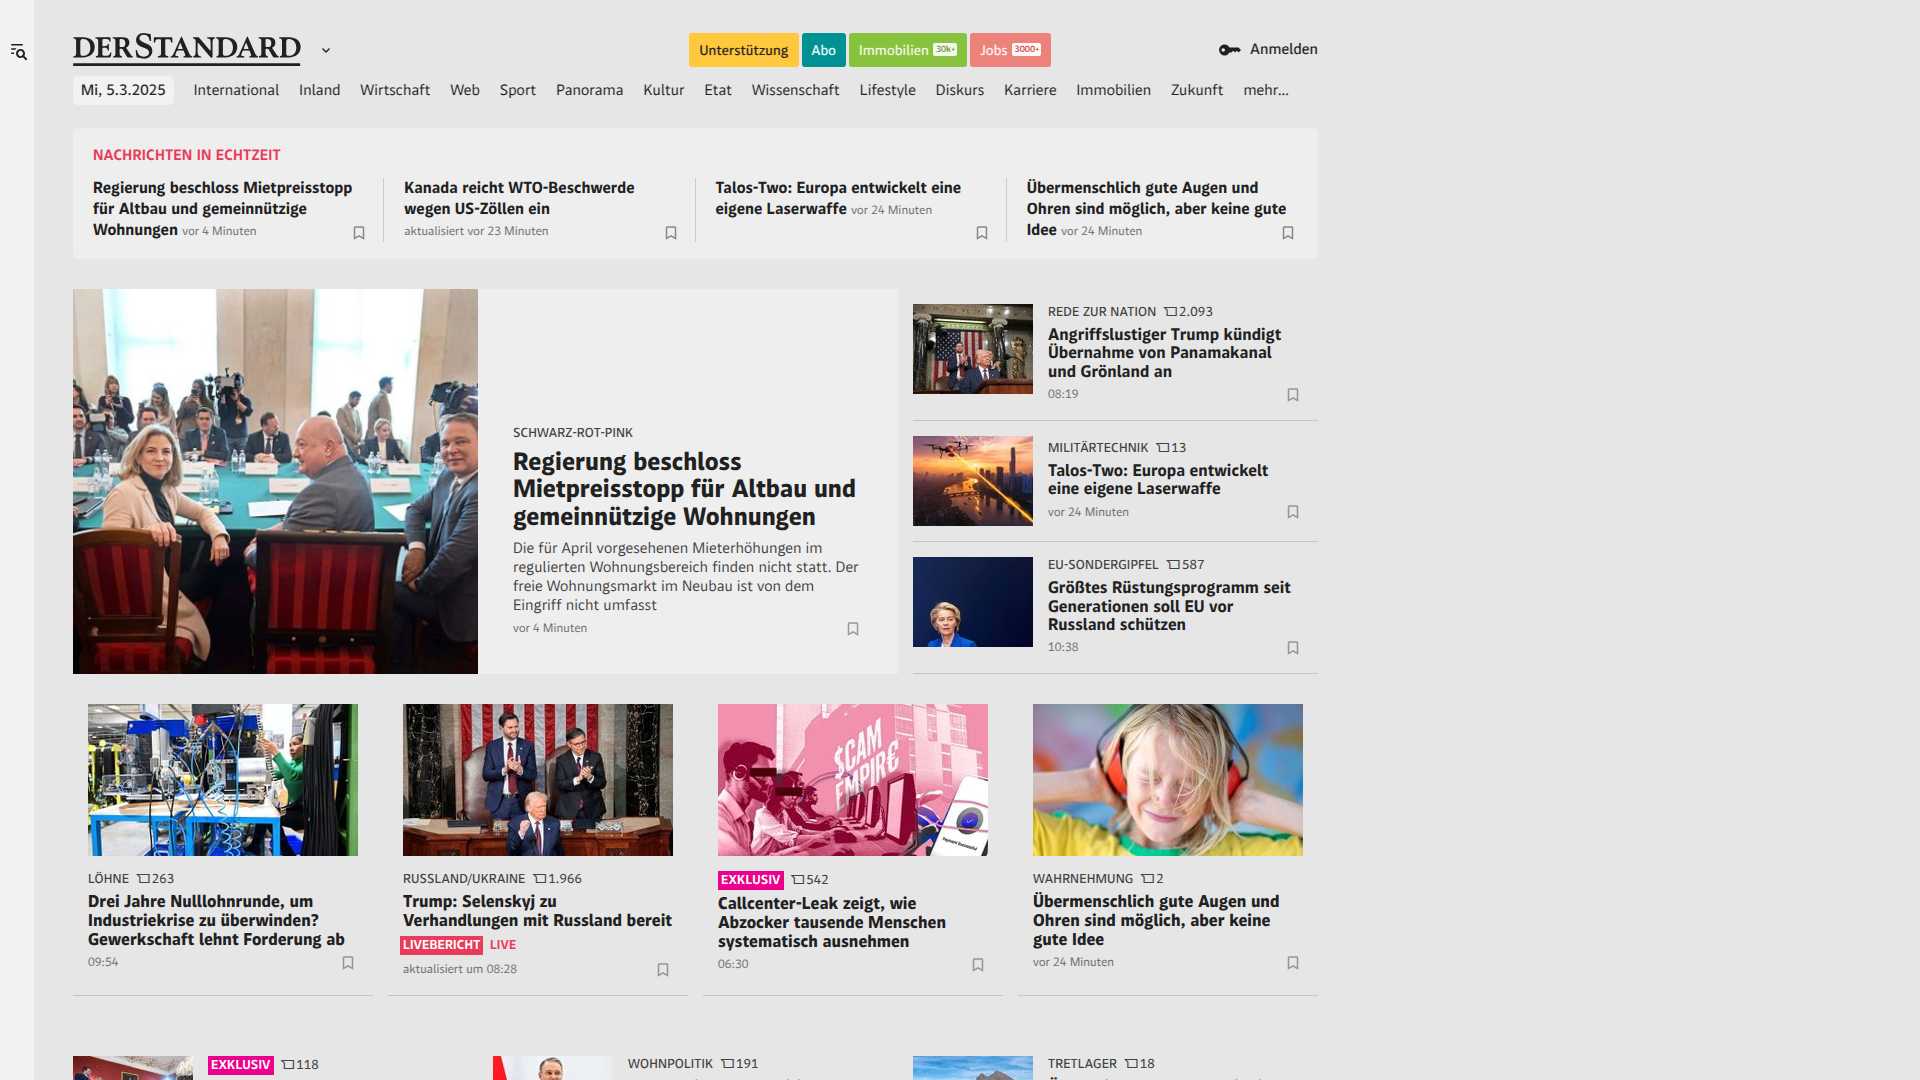 DERSTANDARD
Unterstützung
Abo
Immobilien 30k+
Jobs 3000+
Anmelden
Mi, 5.3.2025
International
Inland
Wirtschaft
Web
Sport
Panorama
Kultur
Etat
Wissenschaft
Lifestyle
Diskurs
Karriere
Immobilien
Zukunft
mehr...
NACHRICHTEN IN ECHTZEIT
Regierung beschloss Mietpreisstopp
für Altbau und gemeinnützige
Wohnungen vor 4 Minuten
Kanada reicht WTO-Beschwerde
wegen US-Zöllen ein
aktualisiert vor 23 Minuten
Talos-Two: Europa entwickelt eine
eigene Laserwaffe vor 24 Minuten
Übermenschlich gute Augen und
Ohren sind möglich, aber keine gute
Idee vor 24 Minuten
SCHWARZ-ROT-PINK
Regierung beschloss
Mietpreisstopp für Altbau und
gemeinnützige Wohnungen
Die für April vorgesehenen Mieterhöhungen im
regulierten Wohnungsbereich finden nicht statt. Der
freie Wohnungsmarkt im Neubau ist von dem
Eingriff nicht umfasst
vor 4 Minuten
REDE ZUR NATION 2.093
Angriffslustiger Trump kündigt
Übernahme von Panamakanal
und Grönland an
08:19
MILITÄRTECHNIK 13
Talos-Two: Europa entwickelt
eine eigene Laserwaffe
vor 24 Minuten
EU-SONDERGIPFEL 587
Größtes Rüstungsprogramm seit
Generationen soll EU vor
Russland schützen
10:38
LÖHNE 263
Drei Jahre Nulllohnrunde, um
Industriekrise zu überwinden?
Gewerkschaft lehnt Forderung ab
09:54
RUSSLAND/UKRAINE 1.966
Trump: Selenskyj zu
Verhandlungen mit Russland bereit
LIVEBERICHT LIVE
aktualisiert um 08:28
$CAM
EMPIR€
Payment Successful
EXKLUSIV 542
Callcenter-Leak zeigt, wie
Abzocker tausende Menschen
systematisch ausnehmen
06:30
WAHRNEHMUNG 2
Übermenschlich gute Augen und
Ohren sind möglich, aber keine
gute Idee
vor 24 Minuten
EXKLUSIV 118
WOHNPOLITIK 191
TRETLAGER 18